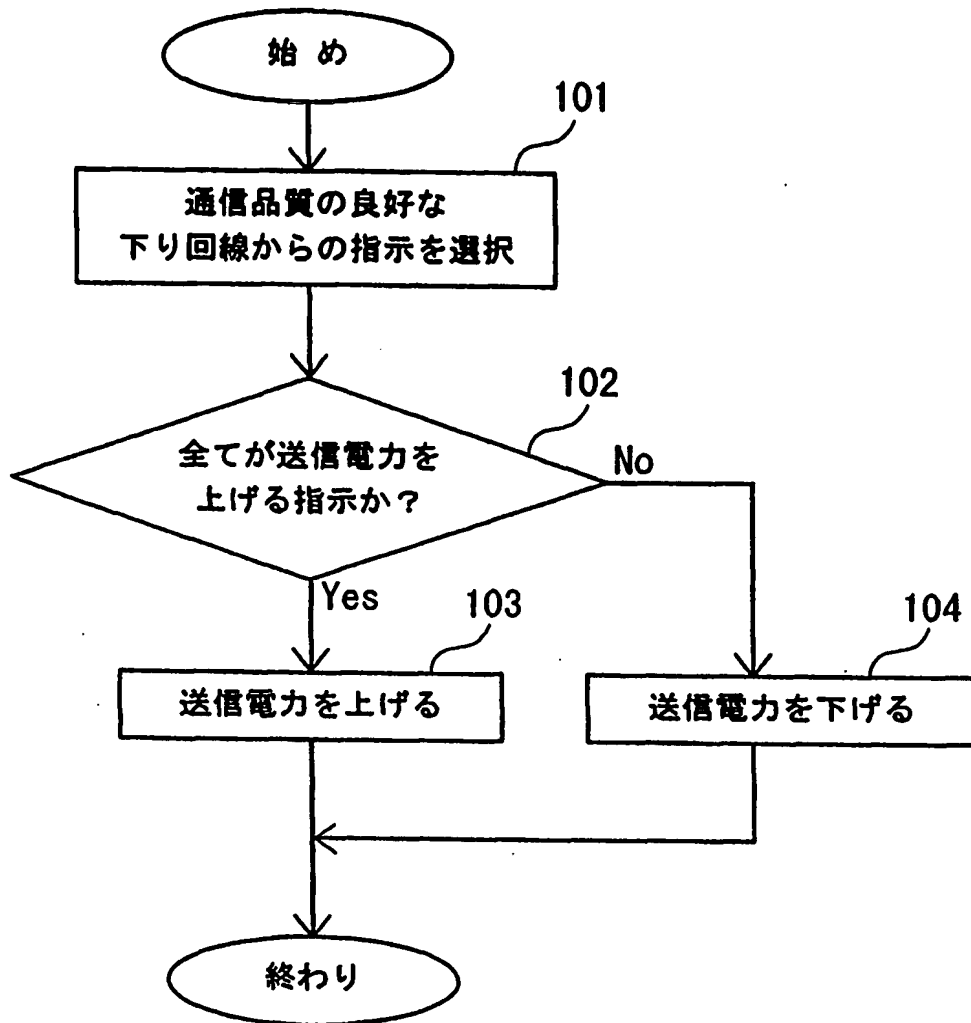 始 め
101
通信品質の良好な
下り回線からの指示を選択
102
全てが送信電力を
上げる指示か？
No
Yes
103
送信電力を上げる
104
送信電力を下げる
終わり